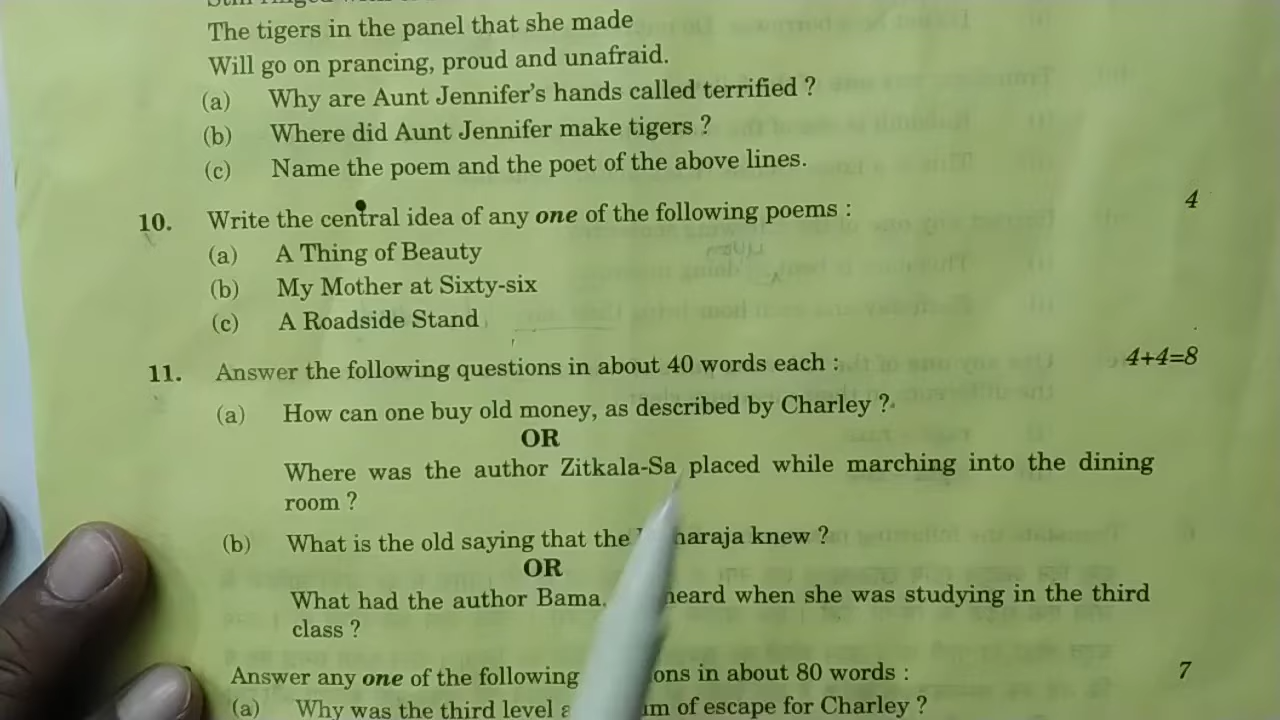 The tigers in the panel that she made
Will go on prancing, proud and unafraid.
(a) Why are Aunt Jennifer's hands called terrified ?
(b) Where did Aunt Jennifer make tigers ?
(c) Name the poem and the poet of the above lines.
10. Write the central idea of any one of the following poems : 4
(a) A Thing of Beauty
(b) My Mother at Sixty-six
(c) A Roadside Stand
11. Answer the following questions in about 40 words each : 4+4=8
(a) How can one buy old money, as described by Charley ?
OR
Where was the author Zitkala-Sa placed while marching into the dining
room ?
(b) What is the old saying that the knew ?
OR
What had the author Bama, heard when she was studying in the third
class ?
Answer any one of the following in about 80 words : 7
(a) Why was the third level of escape for Charley ?